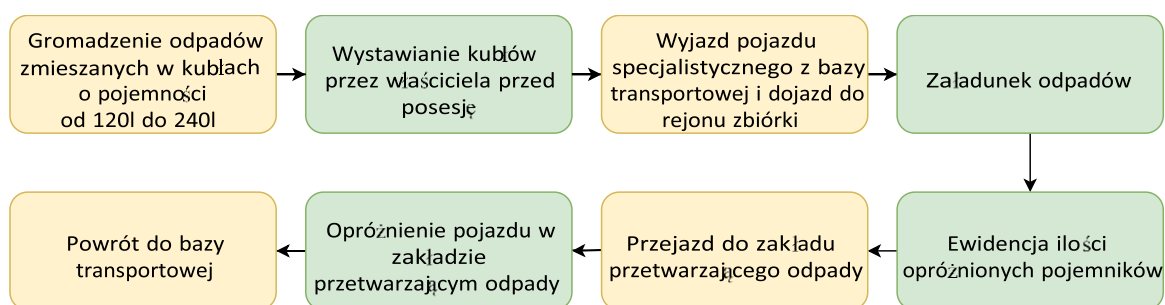 Gromadzenie odpadów
zmieszanych w kubłach
o pojemności
od 120l do 240l
Wystawianie kubłów
przez właściciela przed
posesję
Wyjazd pojazdu
specjalistycznego z bazy
transportowej i dojazd do
rejonu zbiórki
Załadunek odpadów
Powrót do bazy
transportowej
Opróżnienie pojazdu w
zakładzie
przetwarzającym odpady
Przejazd do zakładu
przetwarzającego odpady
Ewidencja ilości
opróżnionych pojemników